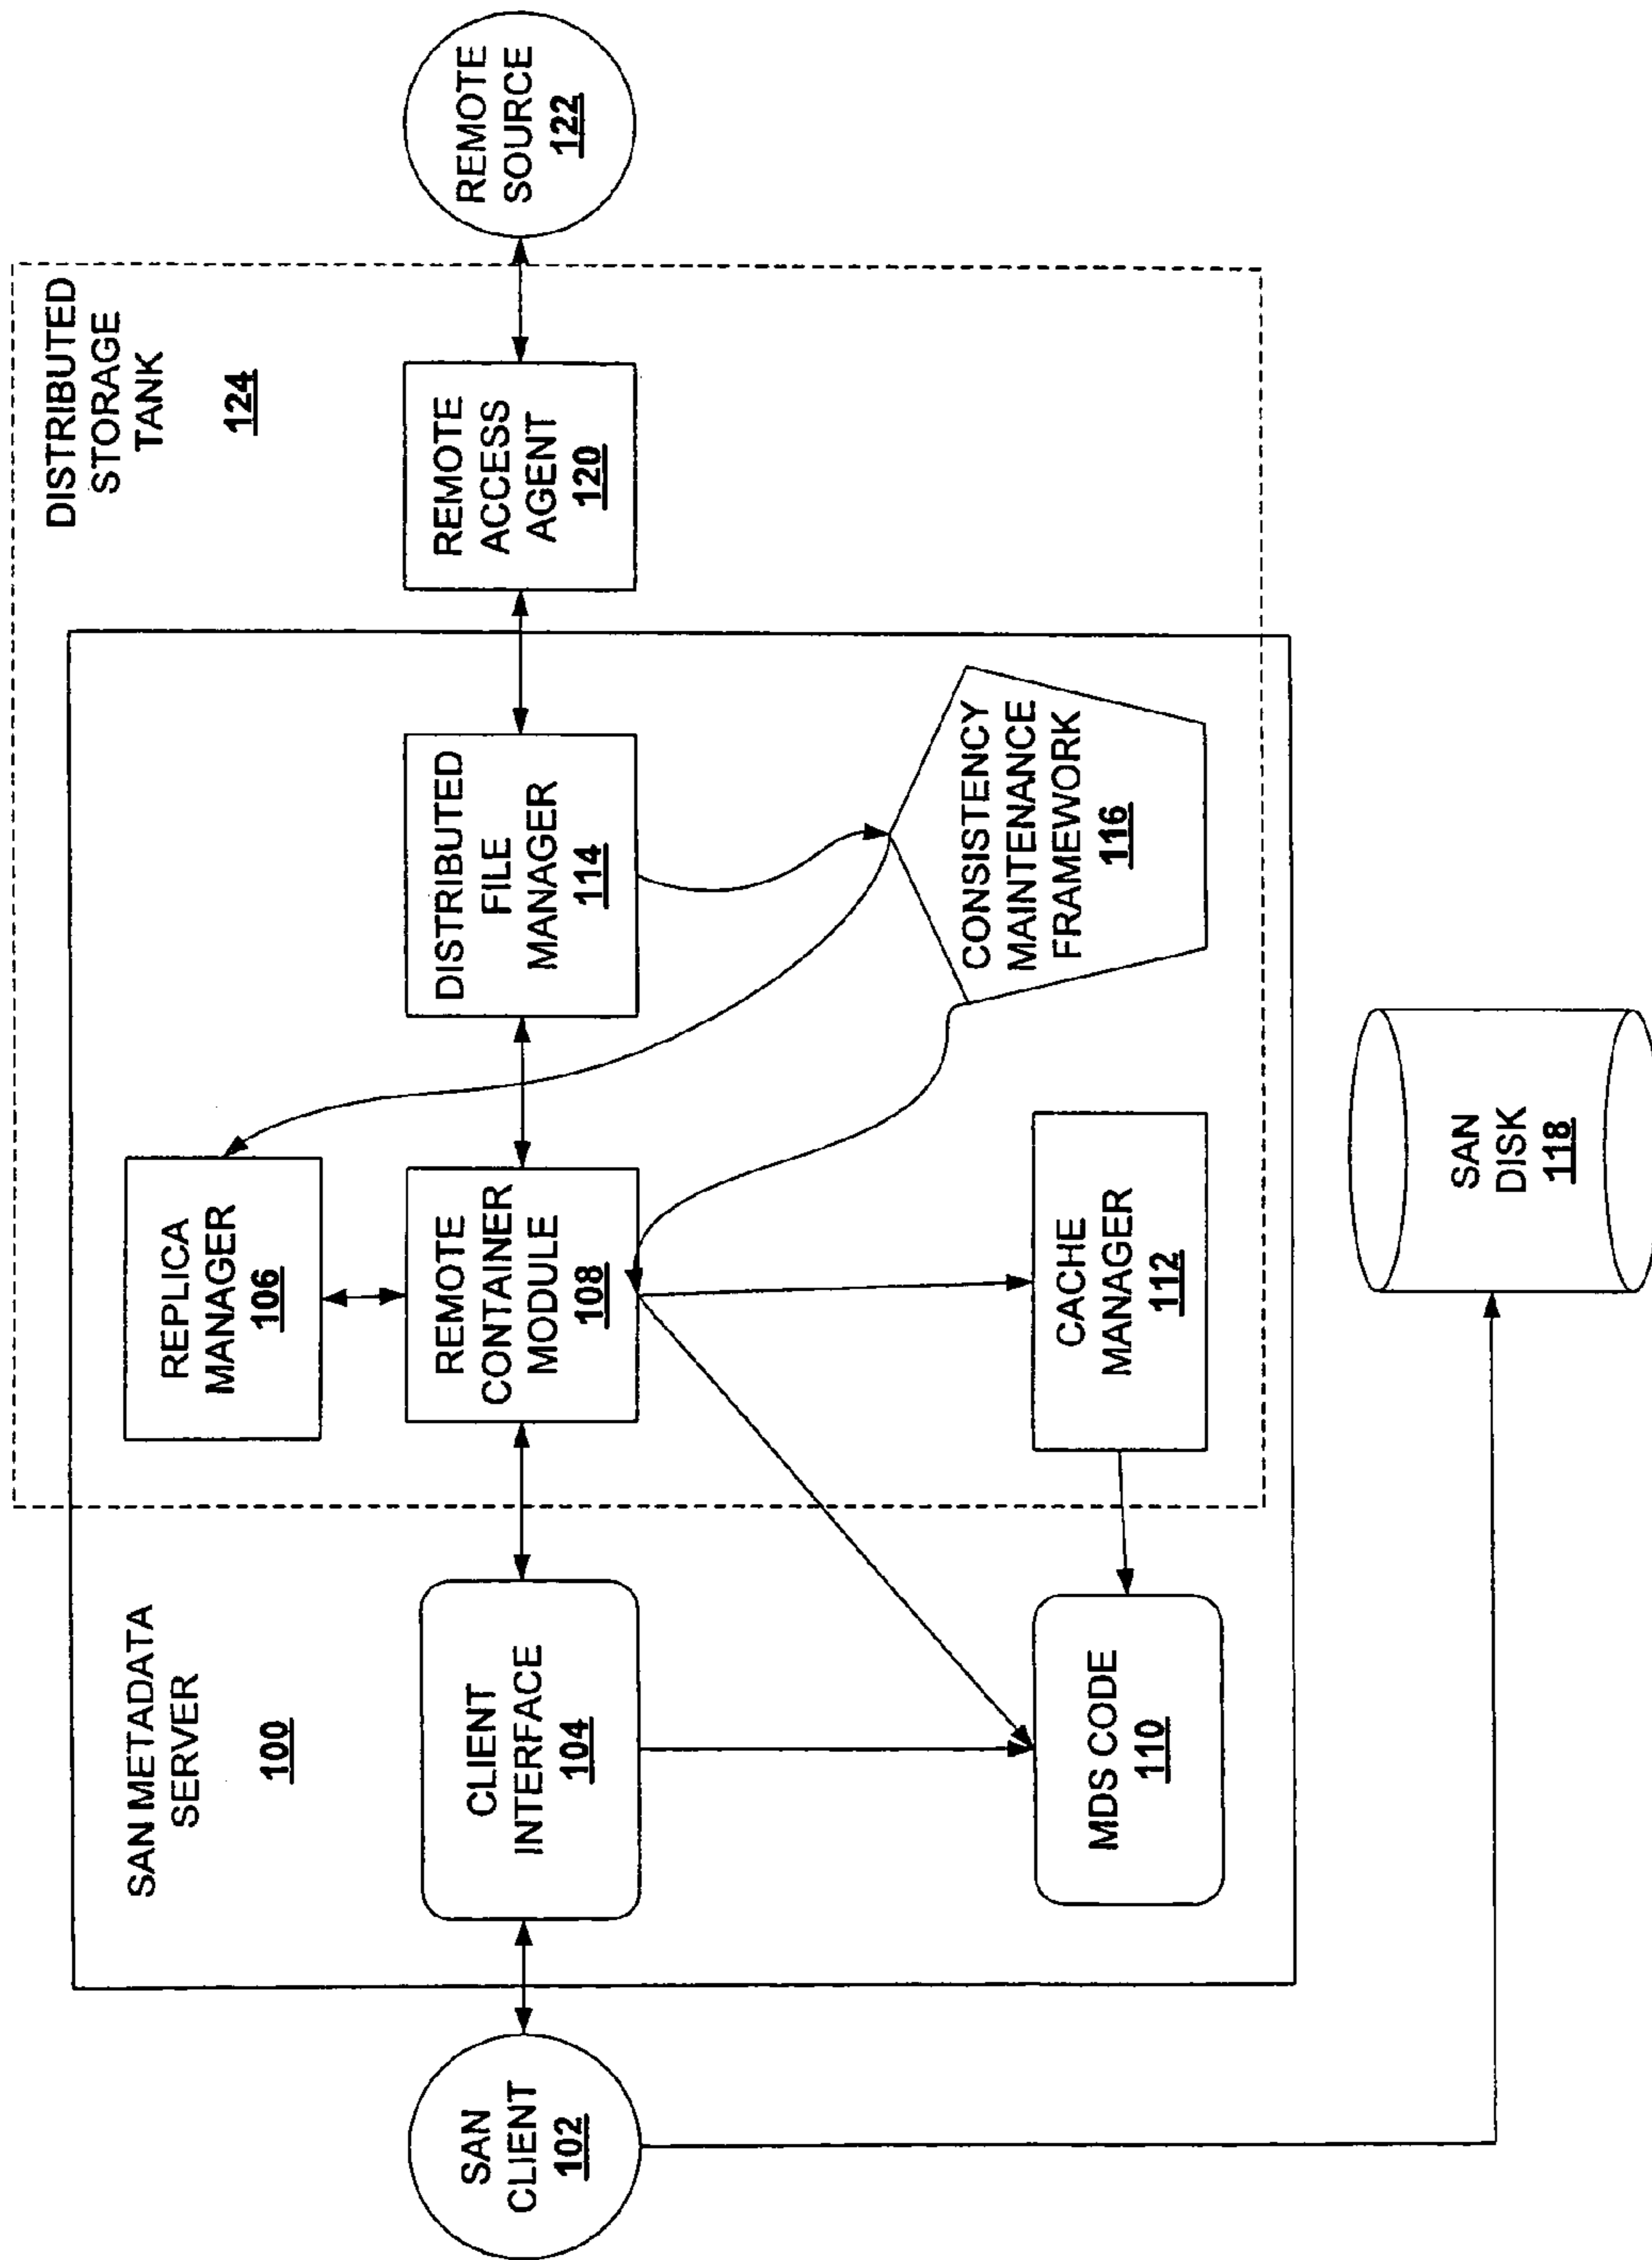 SAN METADATA
SERVER
100
DISTRIBUTED
STORAGE
TANK
124
REPLICA
MANAGER
106
SAN
CLIENT
102
CLIENT
INTERFACE
104
REMOTE
CONTAINER
MODULE
108
DISTRIBUTED
FILE
MANAGER
114
REMOTE
ACCESS
AGENT
120
REMOTE
SOURCE
122
MDS CODE
110
CACHE
MANAGER
112
CONSISTENCY
MAINTENANCE
FRAMEWORK
116
SAN
DISK
118